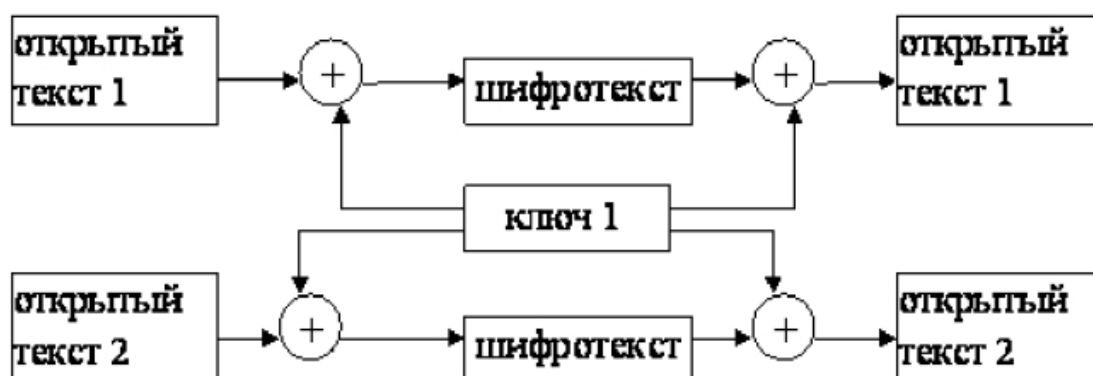 открытый
текст 1
+
шифротекст
+
открытый
текст 1
ключ 1
открытый
текст 2
+
шифротекст
+
открытый
текст 2